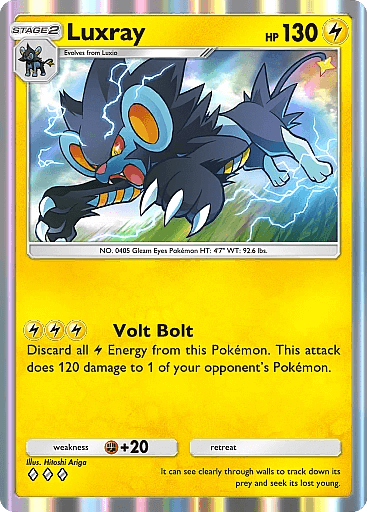 STAGE 2 Luxray HP 130
Evolves from Luxio
NO. 0405 Gleam Eyes Pokémon HT: 4'7" WT: 92.6 lbs.
Volt Bolt
Discard all Energy from this Pokémon. This attack
does 120 damage to 1 of your opponent's Pokémon.
weakness +20 retreat
Illus. Hitoshi Ariga
It can see clearly through walls to track down its
prey and seek its lost young.